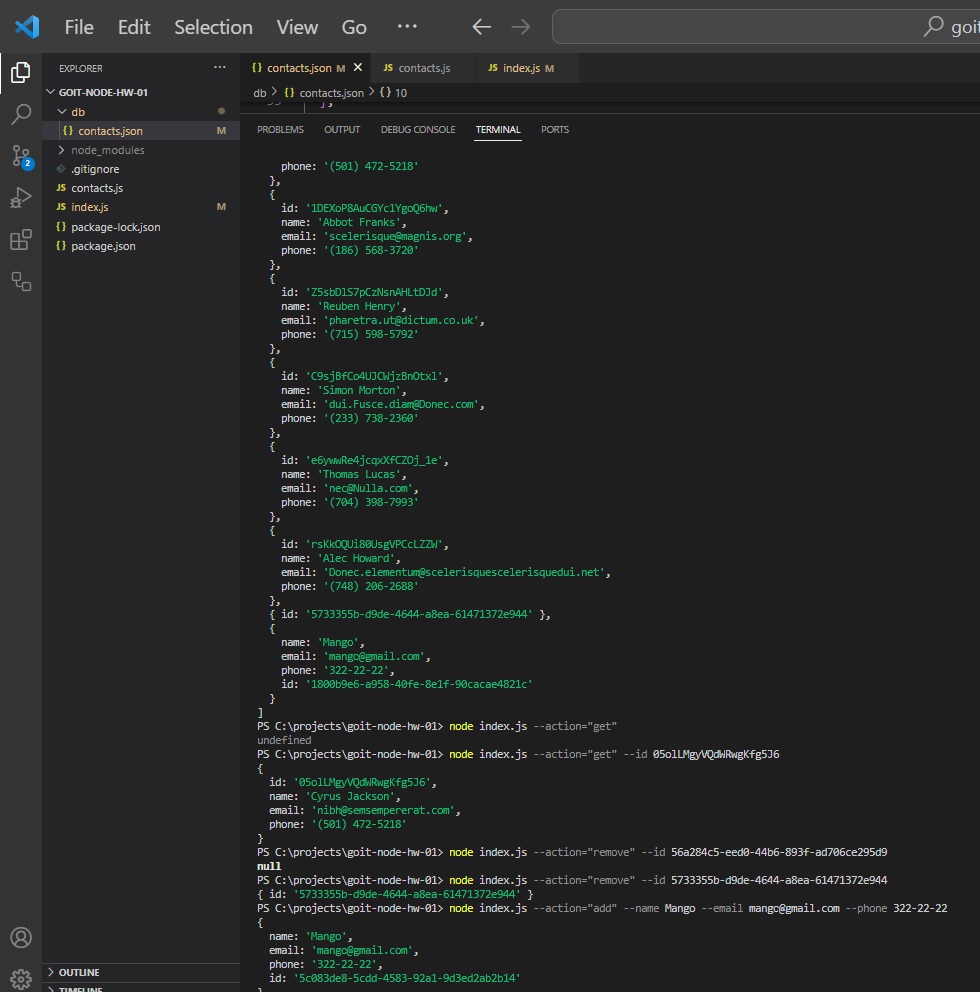 File Edit Selection View Go ...
goit
EXPLORER ...
GOIT-NODE-HW-01
db
{} contacts.json M
node_modules
.gitignore
JS contacts.js
JS index.js M
{} package-lock.json
{} package.json
2
OUTLINE
TIMELINE
{} contacts.json M
JS contacts.js
JS index.js M
db > {} contacts.json > {} 10
},
PROBLEMS OUTPUT DEBUG CONSOLE TERMINAL PORTS
phone: '(501) 472-5218'
},
{
id: '1DEXoP8AuCGYc1YgoQ6hw',
name: 'Abbot Franks',
email: 'scelerisque@magnis.org',
phone: '(186) 568-3720'
},
{
id: 'Z5sbDlS7pCzNsnAHLtDJd',
name: 'Reuben Henry',
email: 'pharetra.ut@dictum.co.uk',
phone: '(715) 598-5792'
},
{
id: 'C9sjBfCo4UJCWjzBnOtxl',
name: 'Simon Morton',
email: 'dui.Fusce.diam@Donec.com',
phone: '(233) 738-2360'
},
{
id: 'e6ywwRe4jcqxXfCZOj_1e',
name: 'Thomas Lucas',
email: 'nec@Nulla.com',
phone: '(704) 398-7993'
},
{
id: 'rsKkOQUi80UsgVPCcLZZW',
name: 'Alec Howard',
email: 'Donec.elementum@scelerisquescelerisquedui.net',
phone: '(748) 206-2688'
},
{ id: '5733355b-d9de-4644-a8ea-61471372e944' },
{
name: 'Mango',
email: 'mango@gmail.com',
phone: '322-22-22',
id: '1800b9e6-a958-40fe-8e1f-90cacae4821c'
}
]
PS C:\projects\goit-node-hw-01> node index.js --action="get"
undefined
PS C:\projects\goit-node-hw-01> node index.js --action="get" --id 05olLMgyVQdWRwgKfg5J6
{
id: '05olLMgyVQdWRwgKfg5J6',
name: 'Cyrus Jackson',
email: 'nibh@semsempererat.com',
phone: '(501) 472-5218'
}
PS C:\projects\goit-node-hw-01> node index.js --action="remove" --id 56a284c5-eed0-44b6-893f-ad706ce295d9
null
PS C:\projects\goit-node-hw-01> node index.js --action="remove" --id 5733355b-d9de-4644-a8ea-61471372e944
{ id: '5733355b-d9de-4644-a8ea-61471372e944' }
PS C:\projects\goit-node-hw-01> node index.js --action="add" --name Mango --email mango@gmail.com --phone 322-22-22
{
name: 'Mango',
email: 'mango@gmail.com',
phone: '322-22-22',
id: '5c083de8-5cdd-4583-92a1-9d3ed2ab2b14'
}